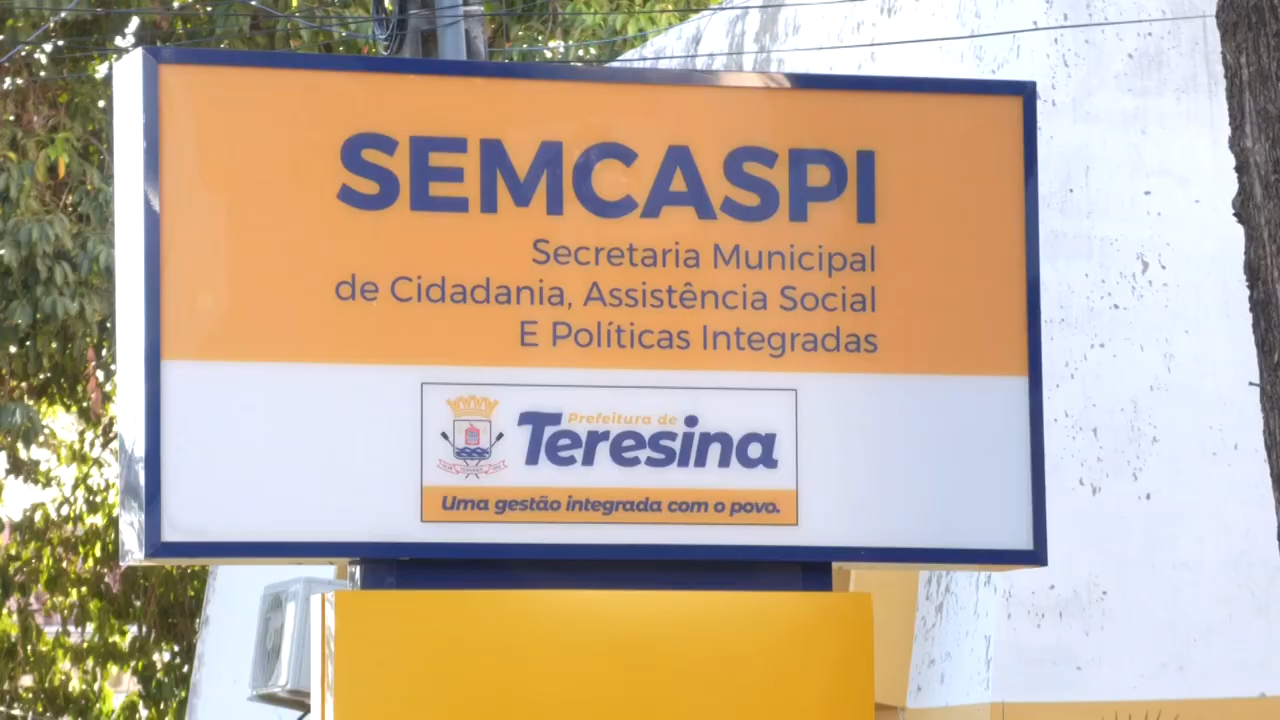 SEMCASPI
Secretaria Municipal
de Cidadania, Assistência Social
E Políticas Integradas
Prefeitura de
Teresina
Uma gestão integrada com o povo.